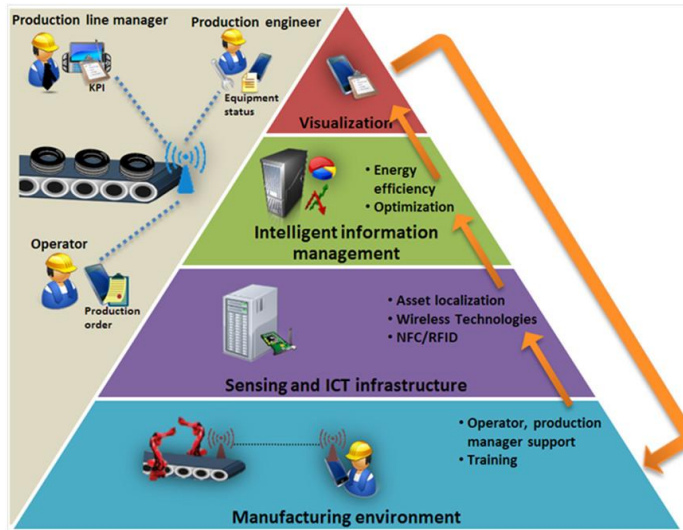 Production line manager
KPI
Production engineer
Equipment
status
Operator
Production
order
Visualization
• Energy
efficiency
• Optimization
Intelligent information
management
• Asset localization
• Wireless Technologies
• NFC/RFID
Sensing and ICT infrastructure
• Operator, production
manager support
• Training
Manufacturing environment